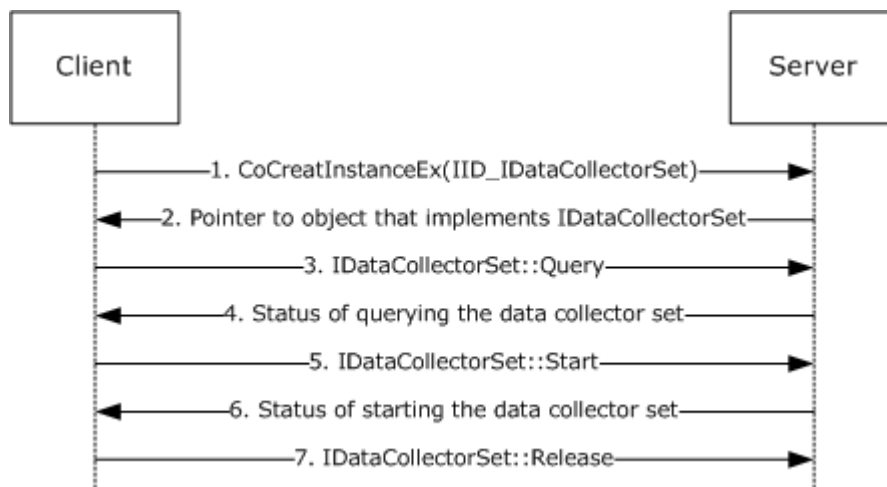 Client
Server
1. CoCreatInstanceEx(IID_IDataCollectorSet)
2. Pointer to object that implements IDataCollectorSet
3. IDataCollectorSet::Query
4. Status of querying the data collector set
5. IDataCollectorSet::Start
6. Status of starting the data collector set
7. IDataCollectorSet::Release